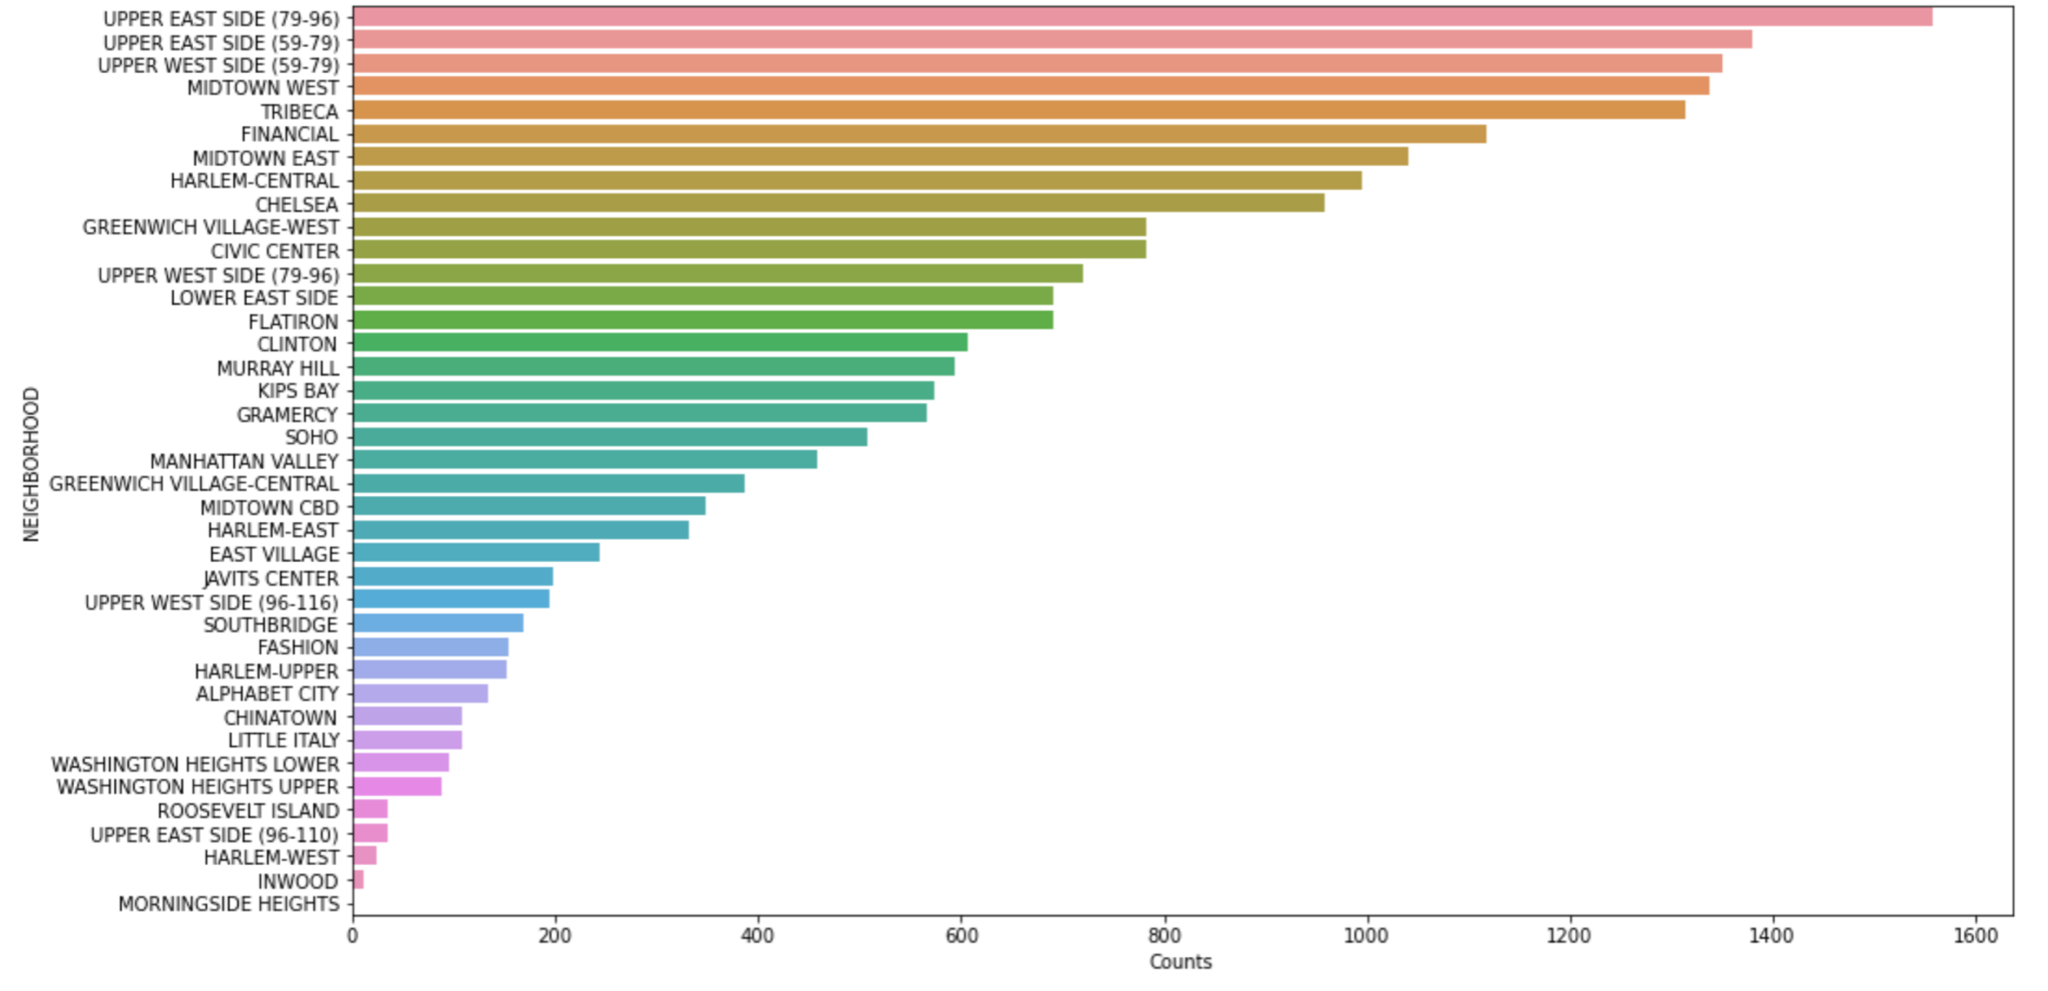 UPPER EAST SIDE (79-96)
UPPER EAST SIDE (59-79)
UPPER WEST SIDE (59-79)
MIDTOWN WEST
TRIBECA
FINANCIAL
MIDTOWN EAST
HARLEM-CENTRAL
CHELSEA
GREENWICH VILLAGE-WEST
CIVIC CENTER
UPPER WEST SIDE (79-96)
LOWER EAST SIDE
FLATIRON
CLINTON
MURRAY HILL
KIPS BAY
GRAMERCY
SOHO
MANHATTAN VALLEY
GREENWICH VILLAGE-CENTRAL
MIDTOWN CBD
HARLEM-EAST
EAST VILLAGE
JAVITS CENTER
UPPER WEST SIDE (96-116)
SOUTHBRIDGE
FASHION
HARLEM-UPPER
ALPHABET CITY
CHINATOWN
LITTLE ITALY
WASHINGTON HEIGHTS LOWER
WASHINGTON HEIGHTS UPPER
ROOSEVELT ISLAND
UPPER EAST SIDE (96-110)
HARLEM-WEST
INWOOD
MORNINGSIDE HEIGHTS
NEIGHBORHOOD
0 200 400 600 800 1000 1200 1400 1600
Counts